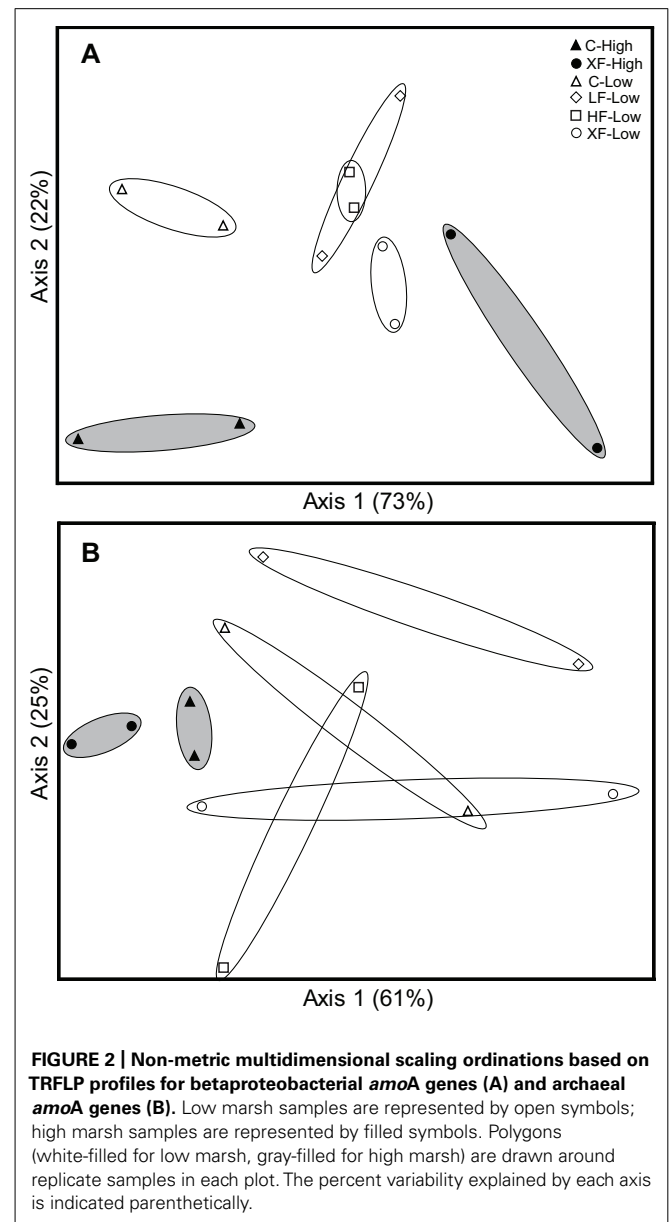 A
▲ C-High
● XF-High
△ C-Low
◇ LF-Low
□ HF-Low
○ XF-Low
Axis 2 (22%)
Axis 1 (73%)
B
Axis 2 (25%)
Axis 1 (61%)
FIGURE 2 | Non-metric multidimensional scaling ordinations based on
TRFLP profiles for betaproteobacterial amoA genes (A) and archaeal
amoA genes (B). Low marsh samples are represented by open symbols;
high marsh samples are represented by filled symbols. Polygons
(white-filled for low marsh, gray-filled for high marsh) are drawn around
replicate samples in each plot. The percent variability explained by each axis
is indicated parenthetically.